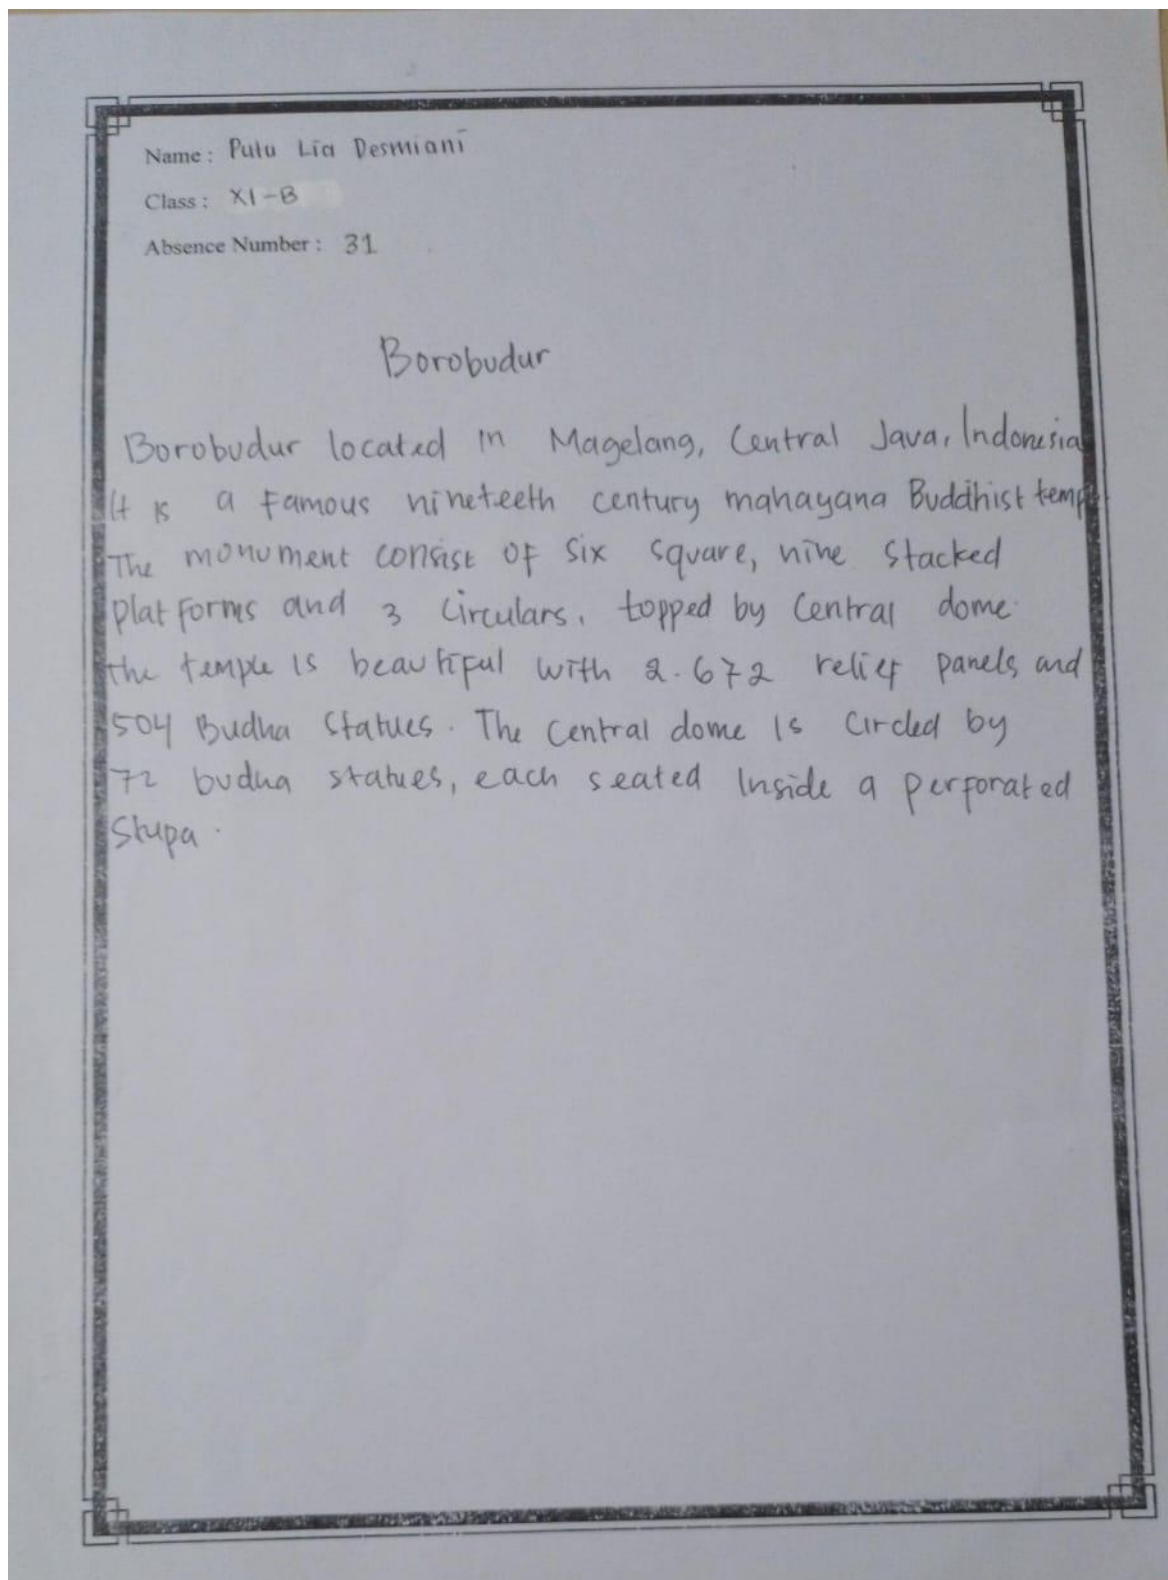 Name : Putu Lia Desmiani
Class : XI-B
Absence Number : 31
Borobudur
Borobudur located in Magelang, Central Java, Indonesia
It is a famous nineteeth century mahayana Buddhist temp
The monument consist of six square, nine stacked
platforms and 3 circulars, topped by central dome.
the temple is beautiful with 2.672 relief panels and
504 Budha statues. The central dome is circled by
72 budha statues, each seated inside a perforated
Stupa.